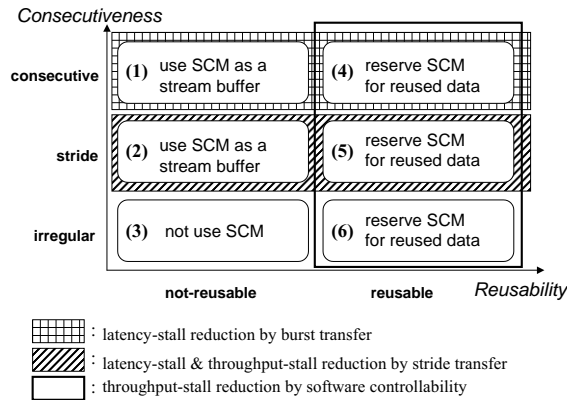 Consecutiveness
consecutive
(1) use SCM as a
stream buffer
(4) reserve SCM
for reused data
stride
(2) use SCM as a
stream buffer
(5) reserve SCM
for reused data
irregular
(3) not use SCM
(6) reserve SCM
for reused data
not-reusable
reusable
Reusability
: latency-stall reduction by burst transfer
: latency-stall & throughput-stall reduction by stride transfer
: throughput-stall reduction by software controllability